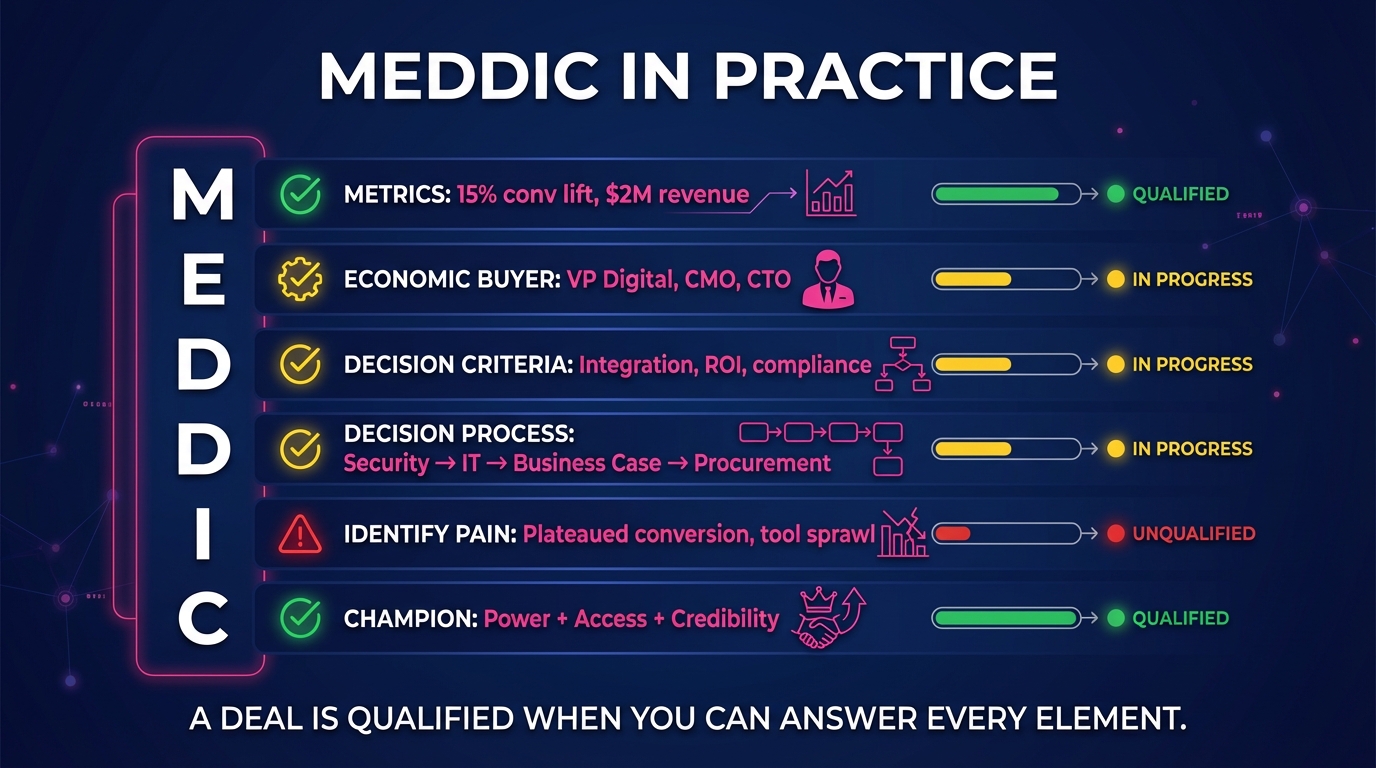 MEDDIC IN PRACTICE
M
METRICS: 15% conv lift, $2M revenue
QUALIFIED
E
ECONOMIC BUYER: VP Digital, CMO, CTO
IN PROGRESS
D
DECISION CRITERIA: Integration, ROI, compliance
IN PROGRESS
D
DECISION PROCESS:
Security → IT → Business Case → Procurement
IN PROGRESS
I
IDENTIFY PAIN: Plateaued conversion, tool sprawl
UNQUALIFIED
C
CHAMPION: Power + Access + Credibility
QUALIFIED
A DEAL IS QUALIFIED WHEN YOU CAN ANSWER EVERY ELEMENT.